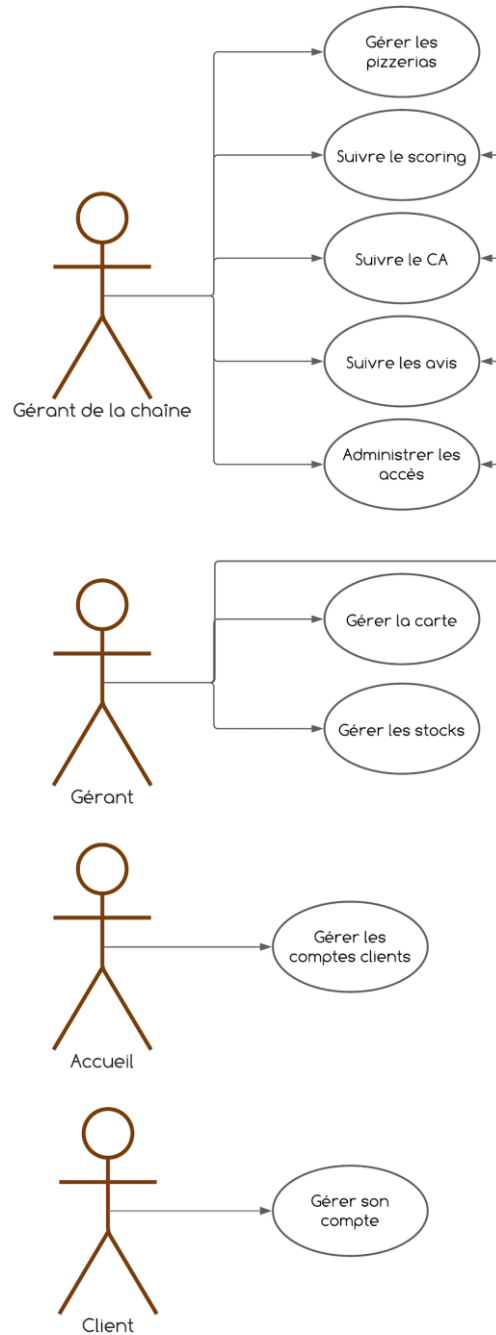 Gérer les
pizzerias
Suivre le scoring
Suivre le CA
Suivre les avis
Gérant de la chaîne
Administrer les
accès
Gérer la carte
Gérer les stocks
Gérant
Gérer les
comptes clients
Accueil
Gérer son
compte
Client